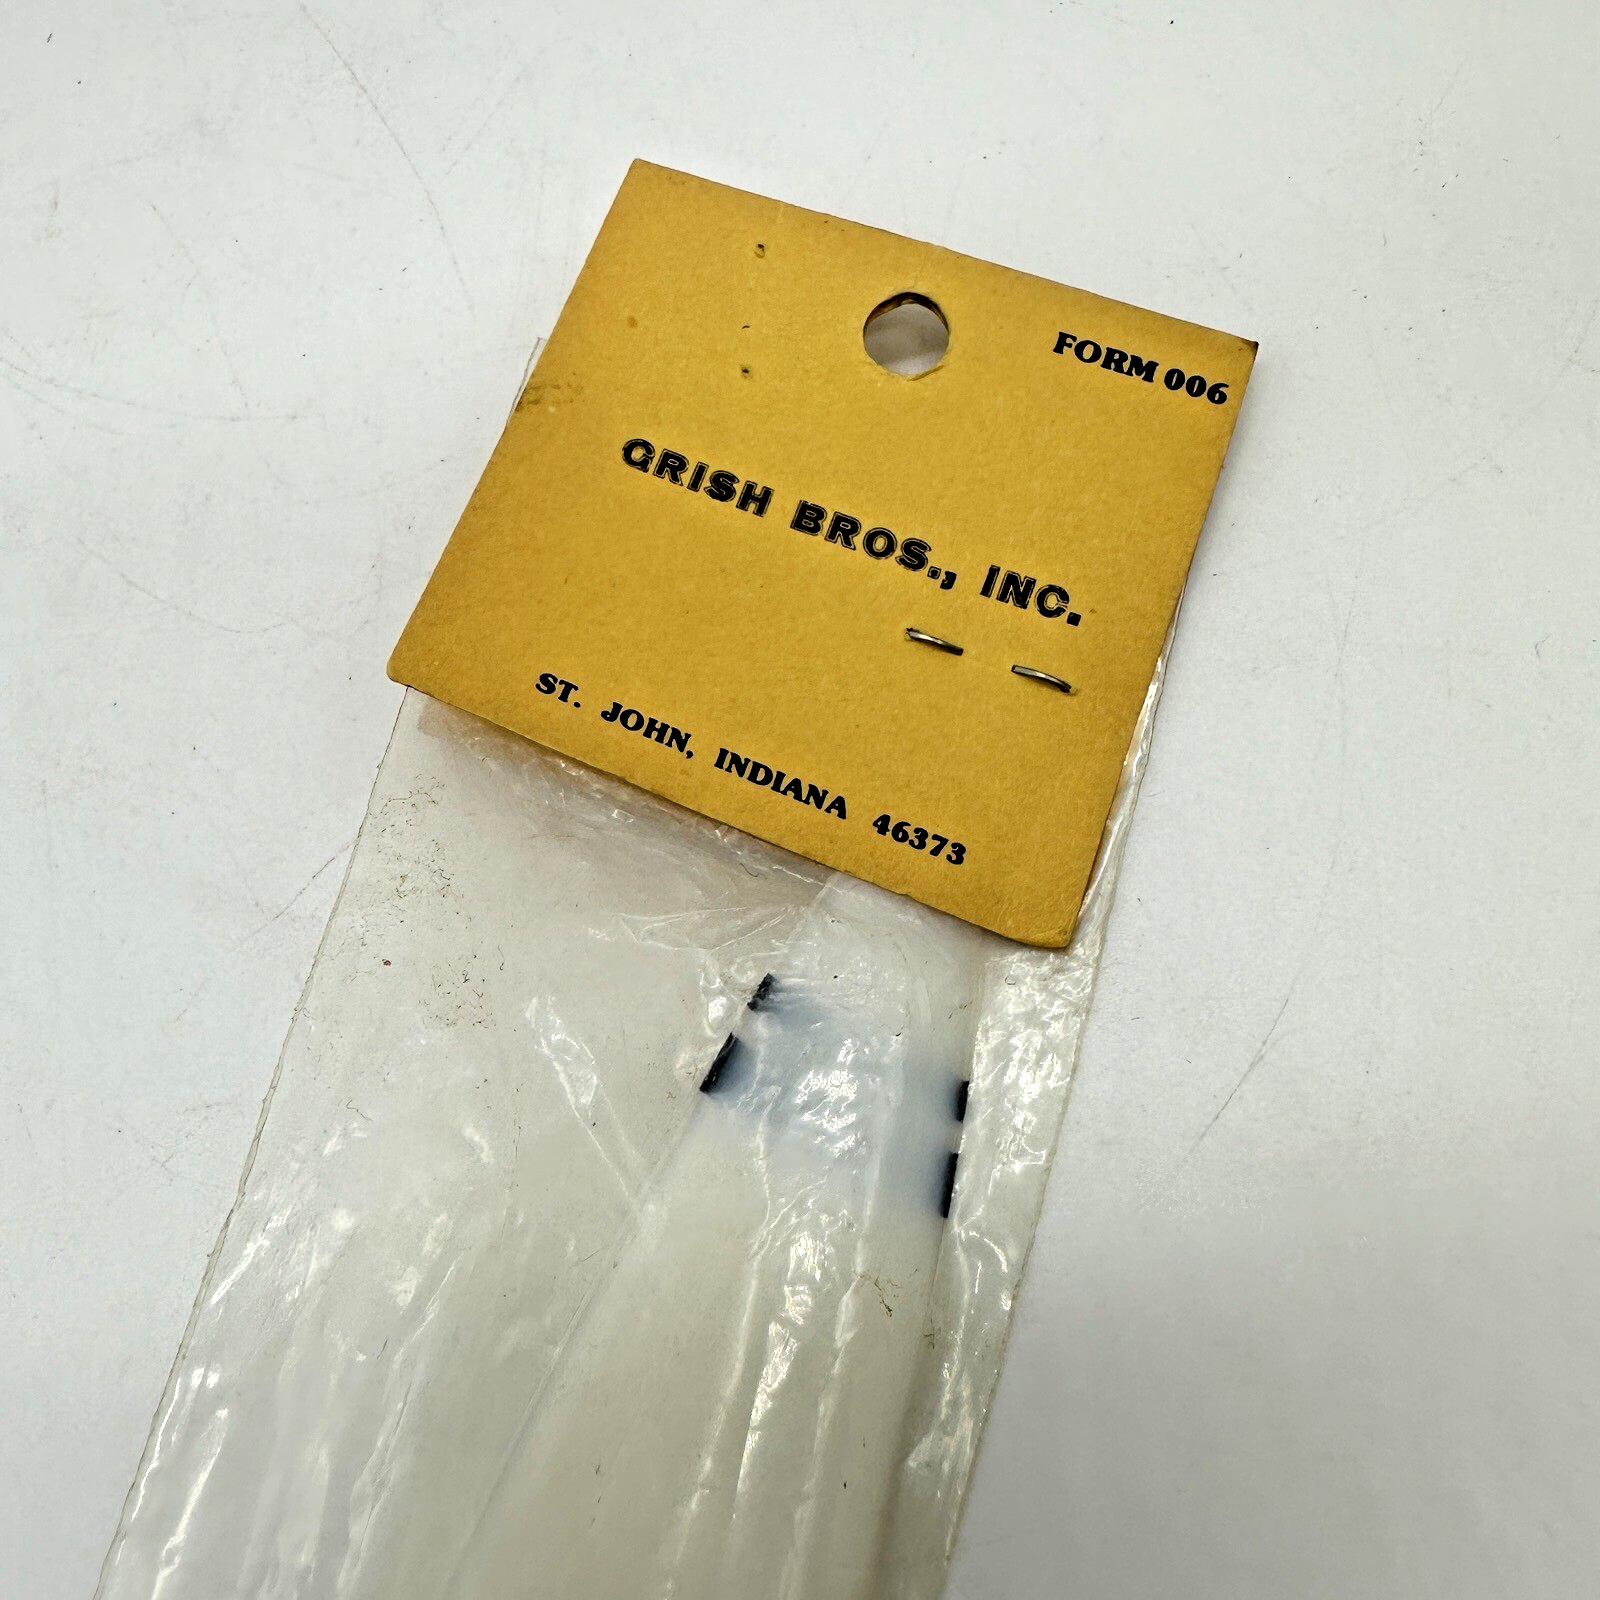 FORM 006
GRISH BROS., INC.
ST. JOHN, INDIANA 46373